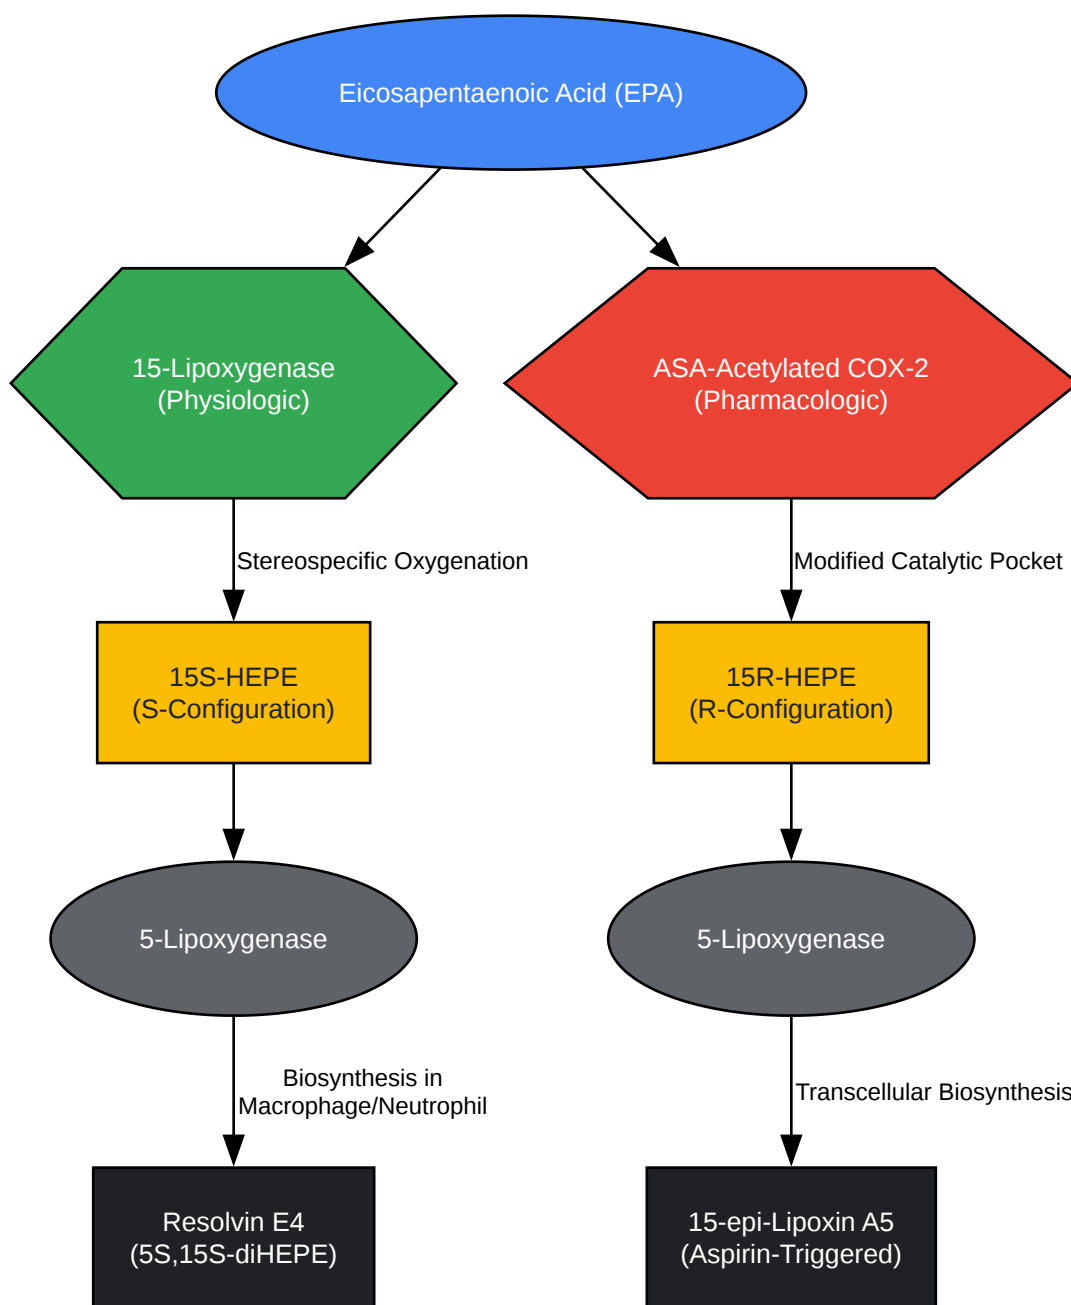 Eicosapentaenoic Acid (EPA)
15-Lipoxygenase
(Physiologic)
ASA-Acetylated COX-2
(Pharmacologic)
Stereospecific Oxygenation
Modified Catalytic Pocket
15S-HEPE
(S-Configuration)
15R-HEPE
(R-Configuration)
5-Lipoxygenase
5-Lipoxygenase
Biosynthesis in
Macrophage/Neutrophil
Transcellular Biosynthesis
Resolvin E4
(5S,15S-diHEPE)
15-epi-Lipoxin A5
(Aspirin-Triggered)